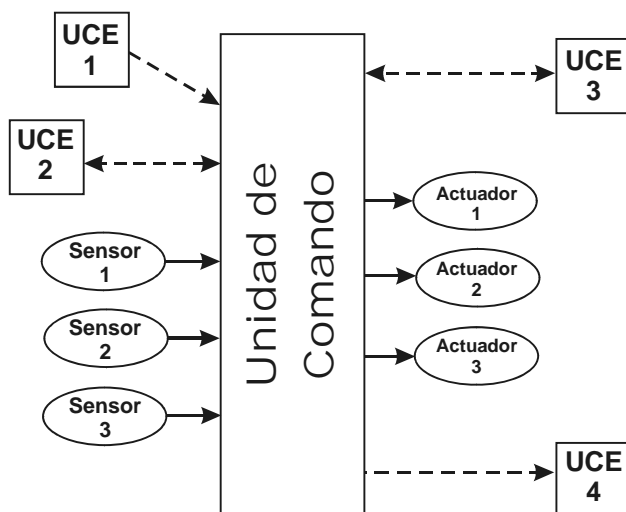 UCE
1
UCE
2
Sensor
1
Sensor
2
Sensor
3
Unidad de
Comando
UCE
3
Actuador
1
Actuador
2
Actuador
3
UCE
4